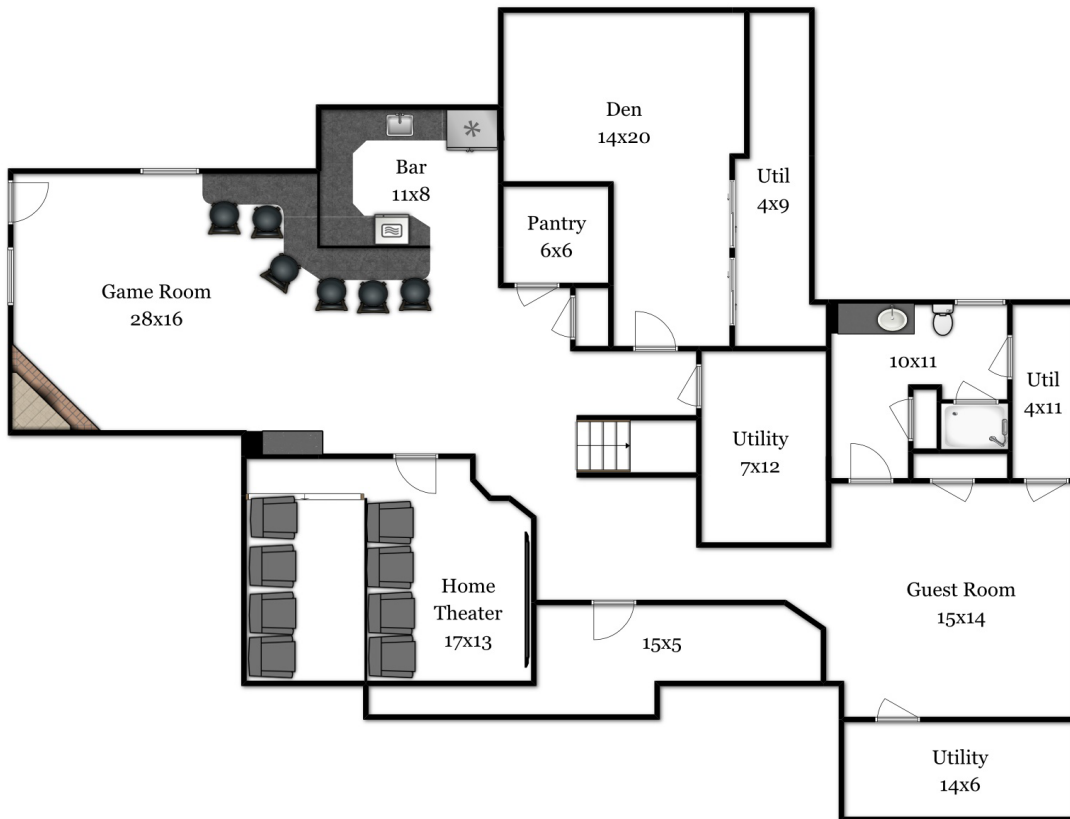 Den
14x20
Bar
11x8
Util
4x9
Pantry
6x6
Game Room
28x16
10x11
Util
4x11
Utility
7x12
Home
Theater
17x13
Guest Room
15x14
15x5
Utility
14x6